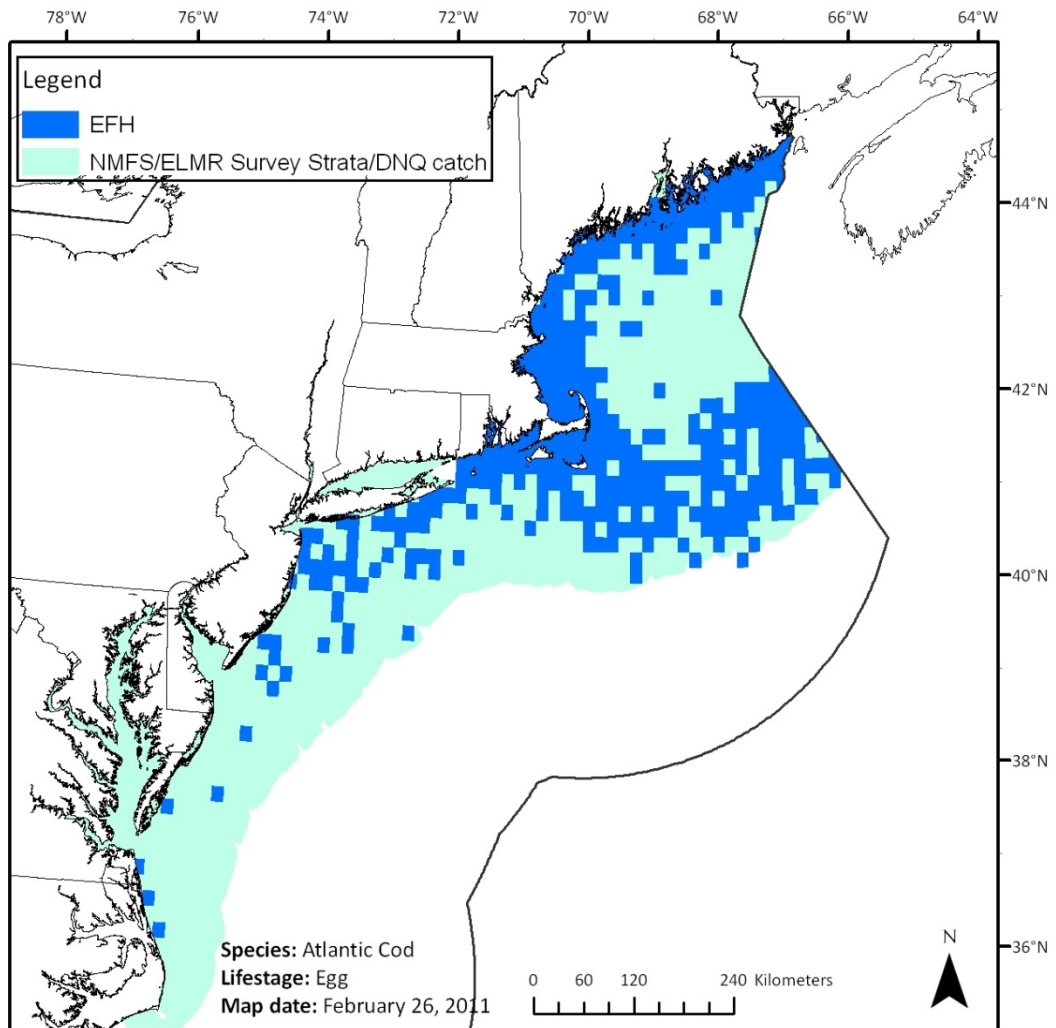 78°W 76°W 74°W 72°W 70°W 68°W 66°W 64°W
Legend
EFH
NMFS/ELMR Survey Strata/DNQ catch
44°N
42°N
40°N
38°N
36°N
Species: Atlantic Cod
Lifestage: Egg
Map date: February 26, 2011
0 60 120 240 Kilometers
N